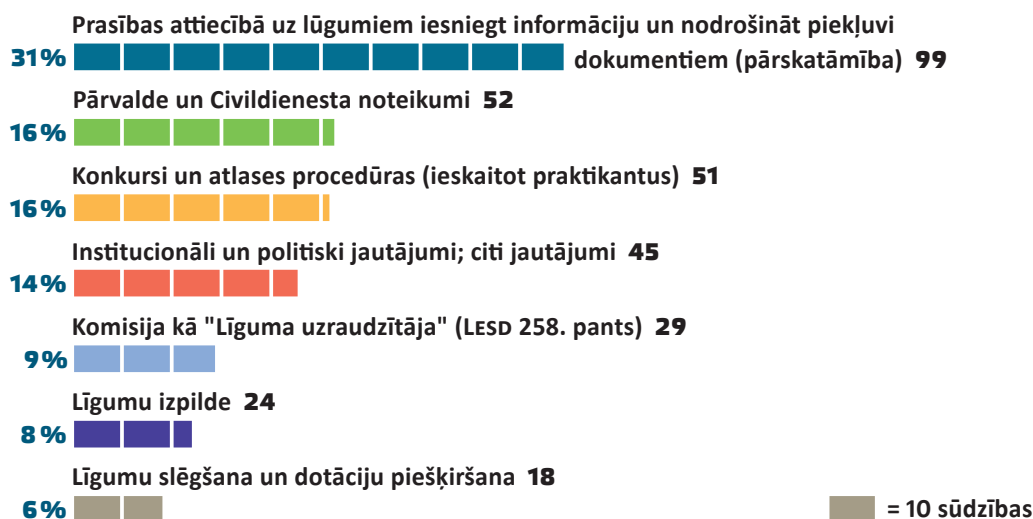 Prasības attiecībā uz lūgumiem iesniegt informāciju un nodrošināt piekļuvi
31% dokumentiem (pārskatāmība) 99
Pārvalde un Civildienesta noteikumi 52
16%
Konkursi un atlases procedūras (ieskaitot praktikantus) 51
16%
Institucionāli un politiski jautājumi; citi jautājumi 45
14%
Komisija kā "Līguma uzraudzītāja" (LESD 258. pants) 29
9%
Līgumu izpilde 24
8%
Līgumu slēgšana un dotāciju piešķiršana 18
6% = 10 sūdzības